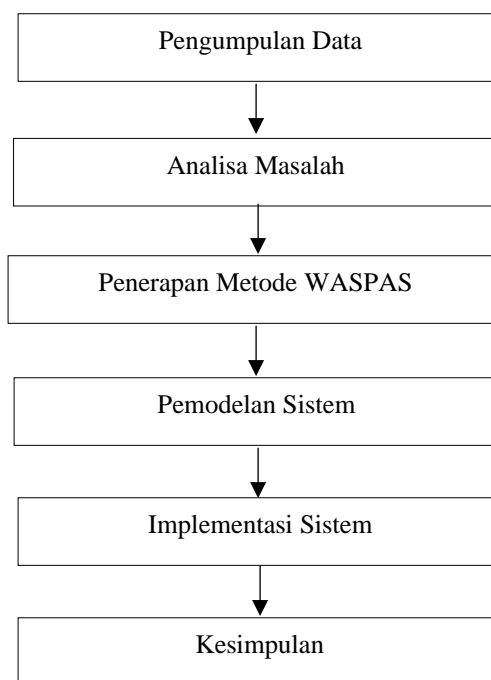 Pengumpulan Data
Analisa Masalah
Penerapan Metode WASPAS
Pemodelan Sistem
Implementasi Sistem
Kesimpulan